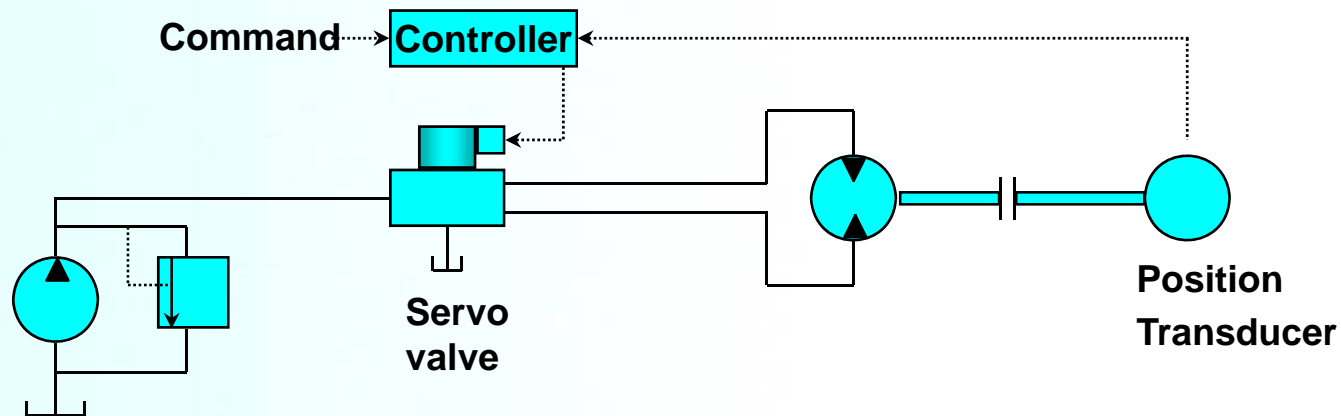 Command
Controller
Servo
valve
Position
Transducer